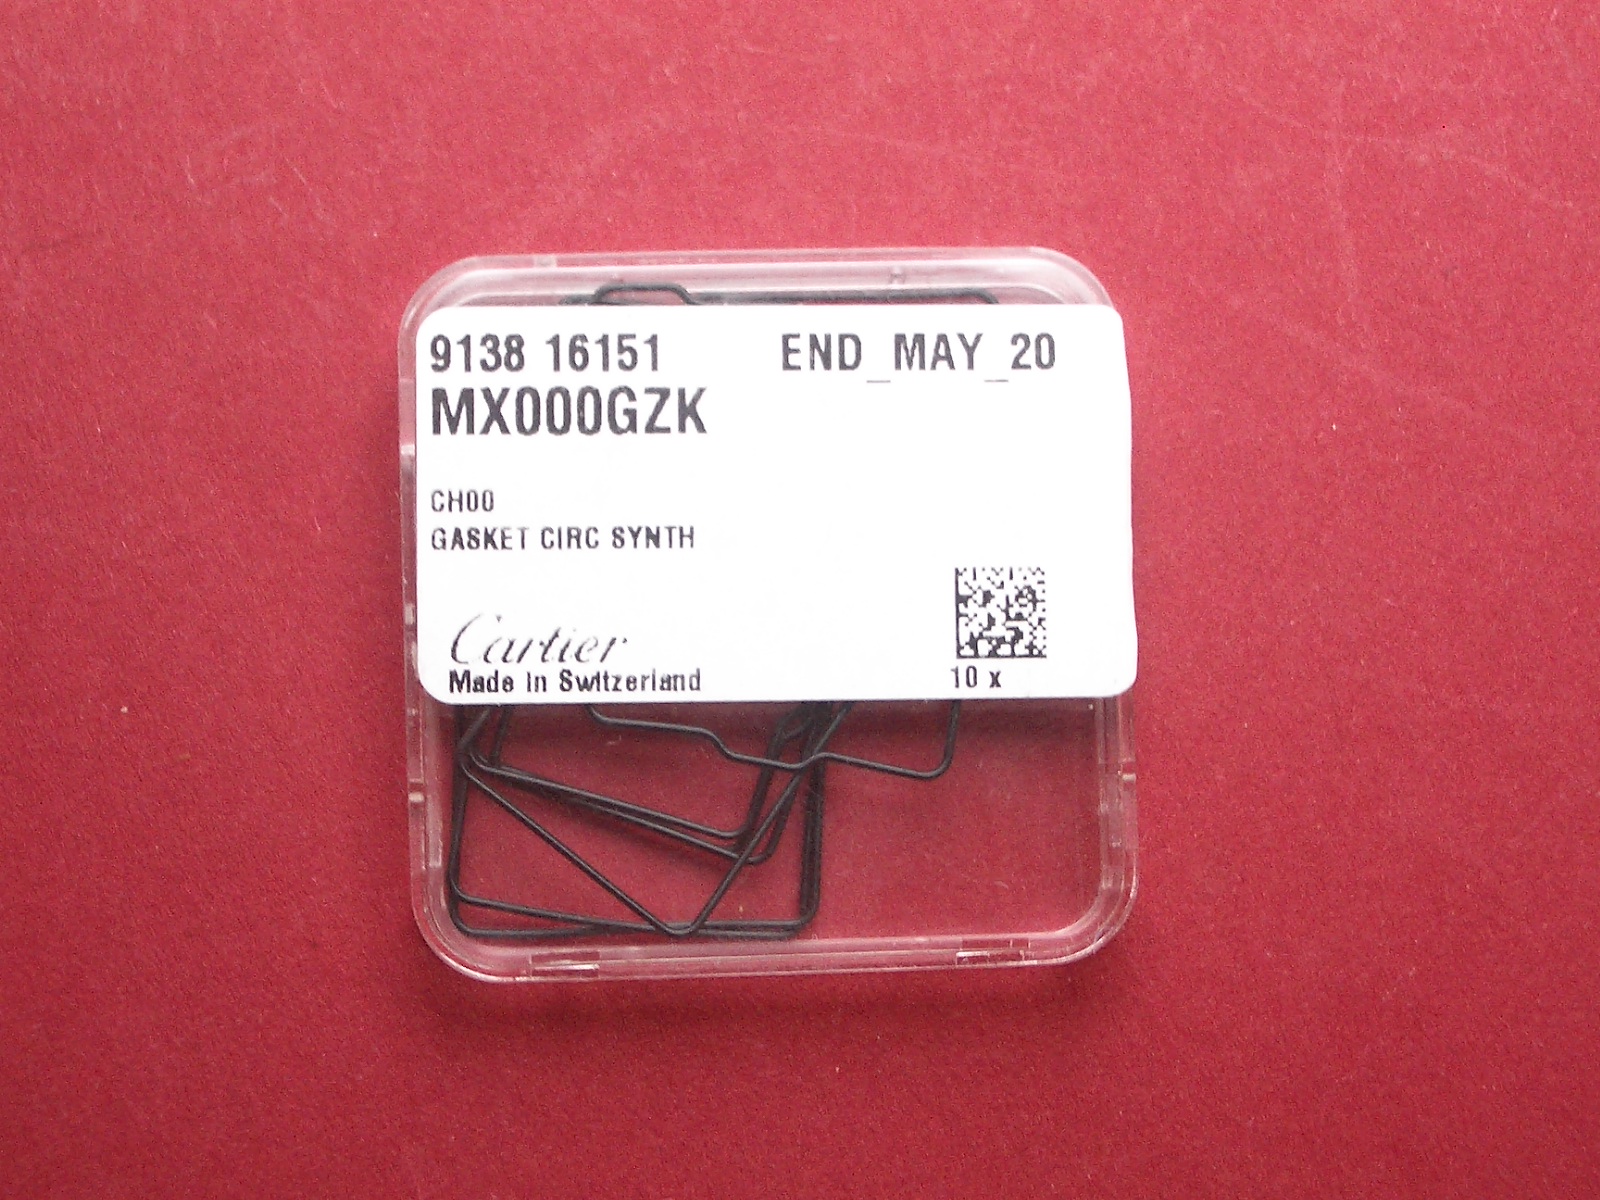 9138 16151 END_MAY_20
MX000GZK
CH00
GASKET CIRC SYNTH
Cartier
Made in Switzerland
10 x